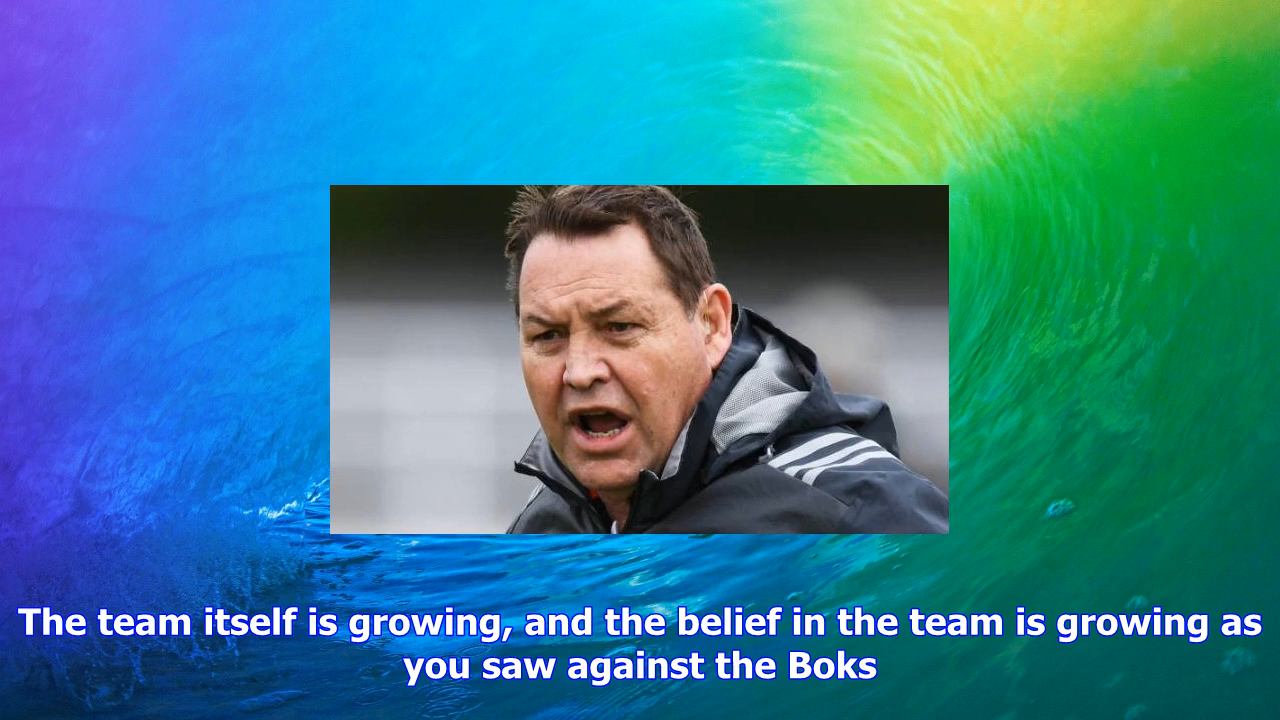 The team itself is growing, and the belief in the team is growing as
you saw against the Boks